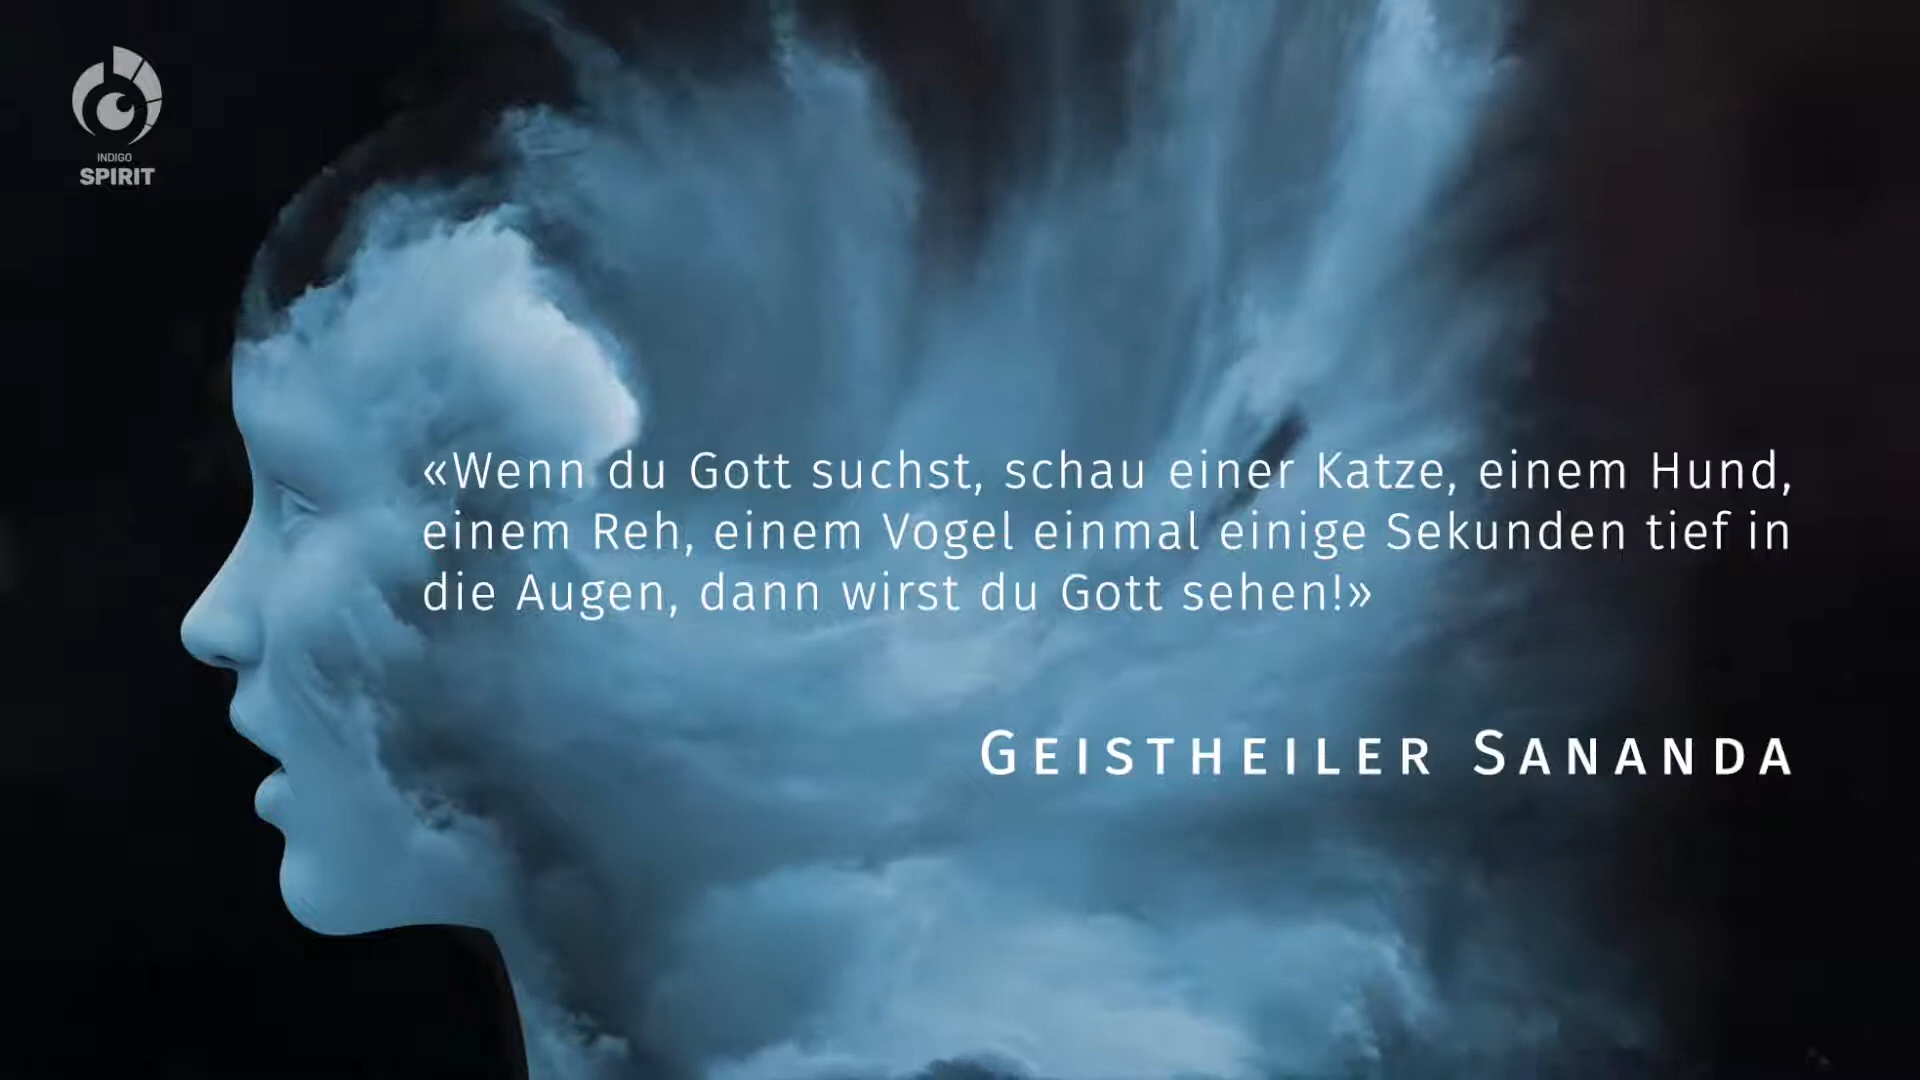 INDIGO
SPIRIT
«Wenn du Gott suchst, schau einer Katze, einem Hund,
einem Reh, einem Vogel einmal einige Sekunden tief in
die Augen, dann wirst du Gott sehen!»
GEISTHEILER SANANDA